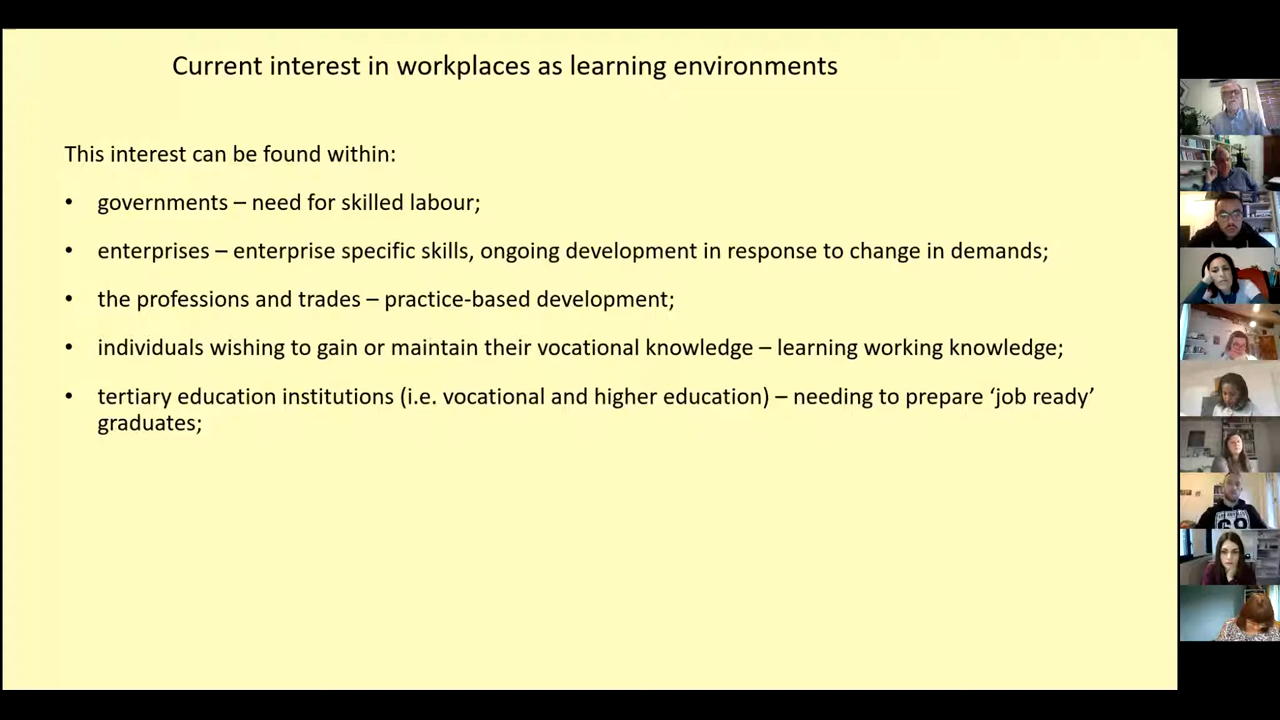 Current interest in workplaces as learning environments
This interest can be found within:
• governments – need for skilled labour;
• enterprises – enterprise specific skills, ongoing development in response to change in demands;
• the professions and trades – practice-based development;
• individuals wishing to gain or maintain their vocational knowledge – learning working knowledge;
• tertiary education institutions (i.e. vocational and higher education) – needing to prepare ‘job ready’
graduates;